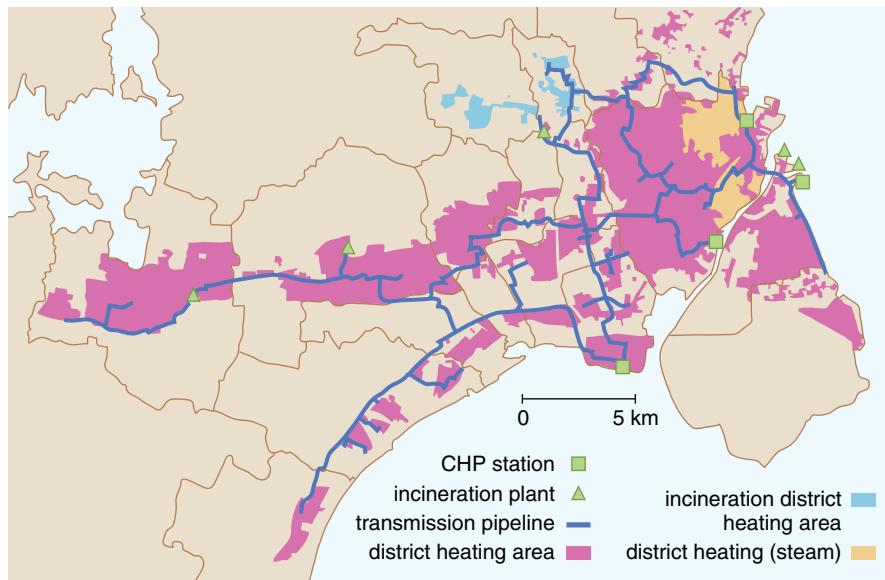 0
5 km
CHP station
incineration plant
transmission pipeline
district heating area
incineration district
heating area
district heating (steam)